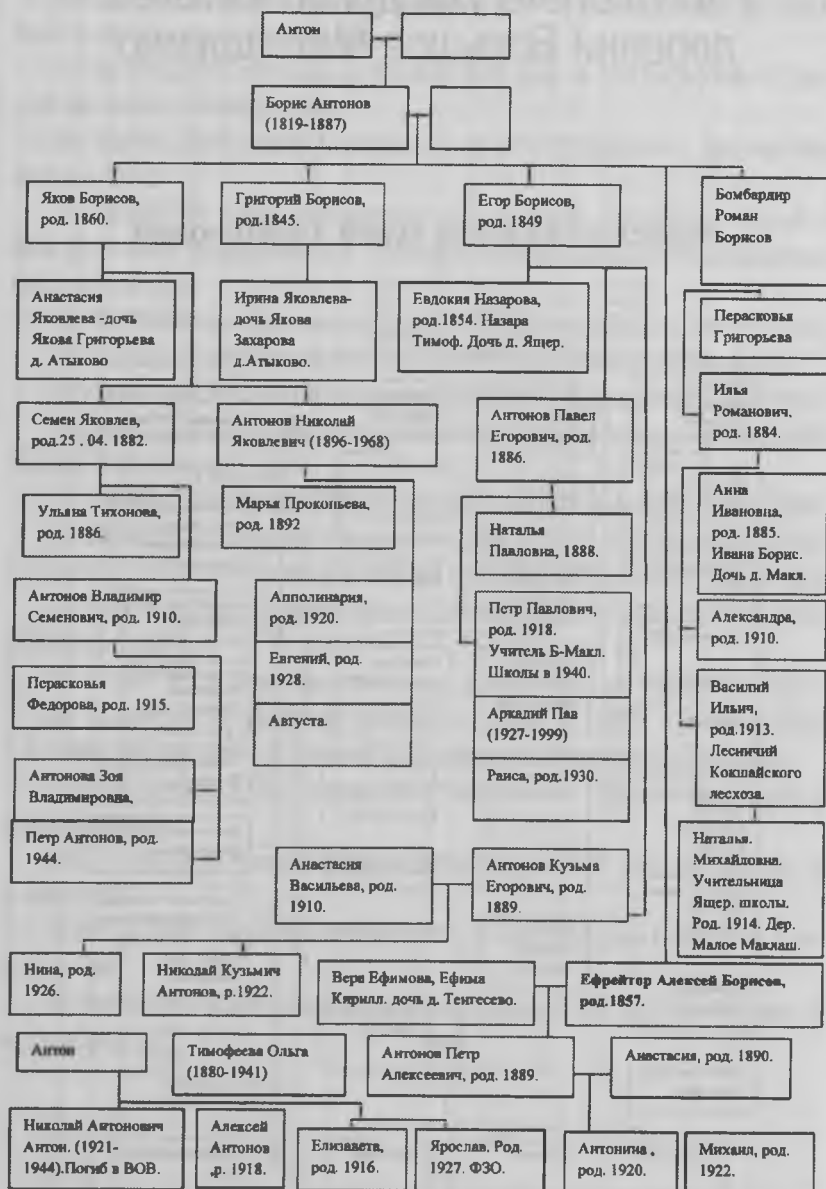 Антон
Борис Антонов
(1819-1887)
Яков Борисов,
род. 1860.
Григорий Борисов,
род.1845.
Егор Борисов,
род. 1849
Бомбардир
Роман
Борисов
Анастасия
Яковлева -дочь
Якова Григорьева
д. Атыково
Ирина Яковлева-
дочь Якова
Захарова
д.Атыково.
Евдокия Назарова,
род.1854. Назара
Тимоф. Дочь д. Ящер.
Перасковья
Григорьева
Илья
Романович,
род. 1884.
Семен Яковлев,
род.25 . 04. 1882.
Антонов Николай
Яковлевич (1896-1968)
Антонов Павел
Егорович, род.
1886.
Ульяна Тихонова,
род. 1886.
Марья Прокопьева,
род. 1892
Наталья
Павловна, 1888.
Анна
Ивановна,
род. 1885.
Ивана Борис.
Дочь д. Макл.
Антонов Владимир
Семенович, род. 1910.
Апполинария,
род. 1920.
Евгений, род.
1928.
Августа.
Петр Павлович,
род. 1918.
Учитель Б-Макл.
Школы в 1940.
Аркадий Пав
(1927-1999)
Раиса, род.1930.
Александра,
род. 1910.
Василий
Ильич,
род.1913.
Лесничий
Кокшайского
лесхоза.
Перасковья
Федорова, род. 1915.
Антонова Зоя
Владимировна,
Петр Антонов, род.
1944.
Анастасия
Васильева, род.
1910.
Антонов Кузьма
Егорович, род.
1889.
Наталья.
Михайловна.
Учительница
Ящер. школы.
Род. 1914. Дер.
Малое Маклаш.
Нина, род.
1926.
Николай Кузьмич
Антонов, р.1922.
Вера Ефимова, Ефима
Кирилл. дочь д. Тенгесево.
Ефрейтор Алексей Борисов,
род.1857.
Антон
Тимофеева Ольга
(1880-1941)
Антонов Петр
Алексеевич, род. 1889.
Анастасия, род. 1890.
Николай Антонович
Антон. (1921-
1944).Погиб в ВОВ.
Алексей
Антонов
,р. 1918.
Елизавета,
род. 1916.
Ярослав. Род.
1927. ФЗО.
Антонина ,
род. 1920.
Михаил, род.
1922.